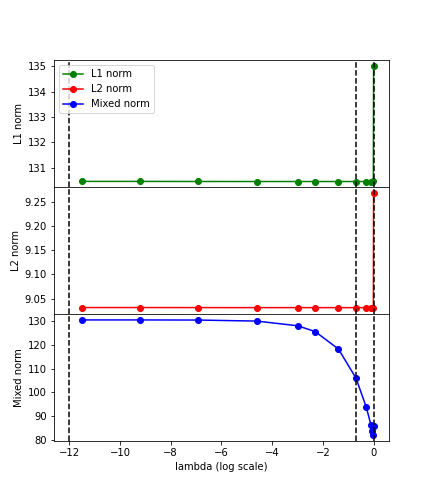 135
134
133
132
131
L1 norm
L1 norm
L2 norm
Mixed norm
9.25
9.20
9.15
9.10
9.05
L2 norm
130
120
110
100
90
80
Mixed norm
−12 −10 −8 −6 −4 −2 0
lambda (log scale)